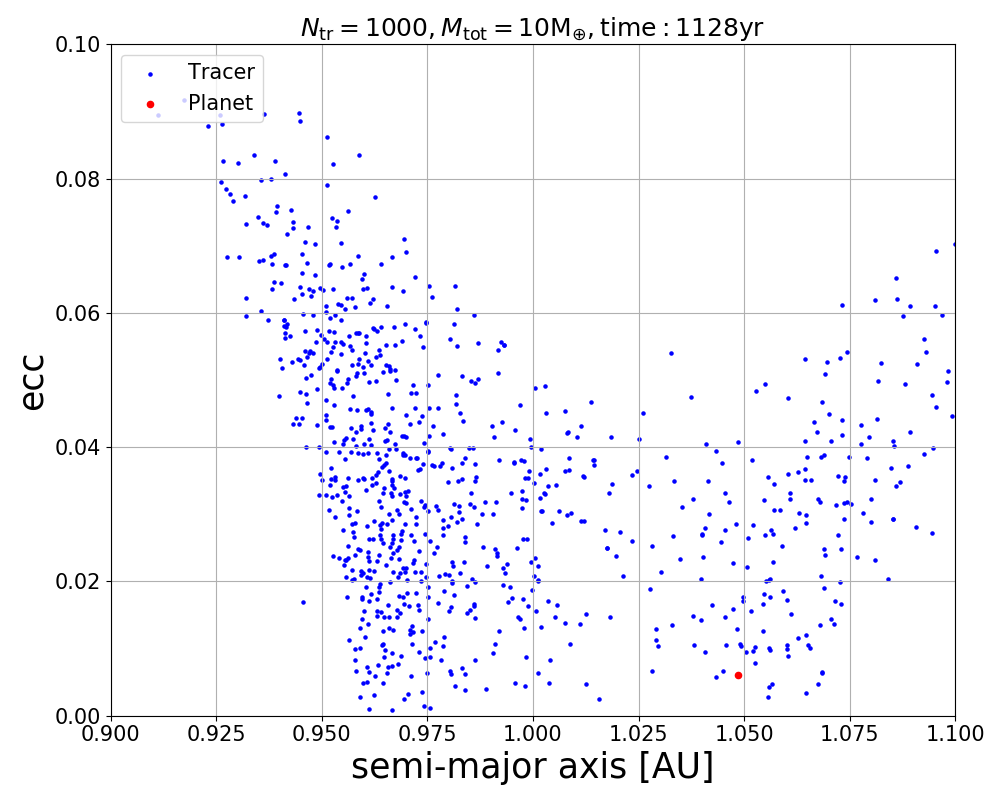 N_tr = 1000, M_tot = 10M_⊕, time : 1128yr
Tracer
Planet
ecc
0.10
0.08
0.06
0.04
0.02
0.00
0.900 0.925 0.950 0.975 1.000 1.025 1.050 1.075 1.100
semi-major axis [AU]